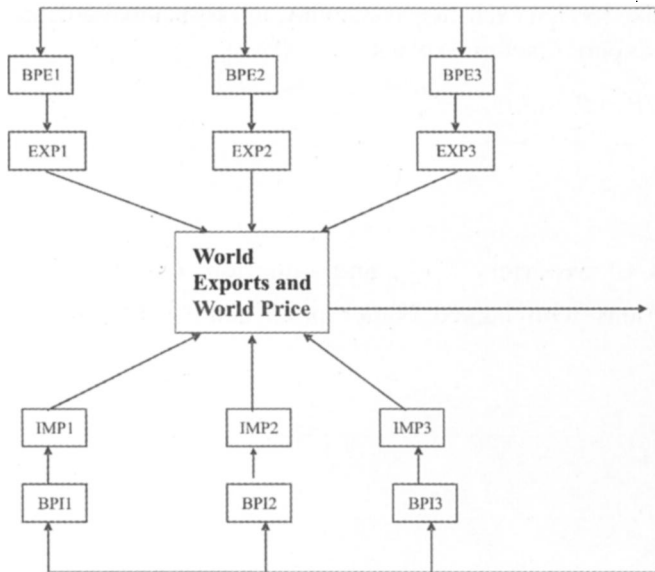 BPE1
BPE2
BPE3
EXP1
EXP2
EXP3
World
Exports and
World Price
IMP1
IMP2
IMP3
BPI1
BPI2
BPI3